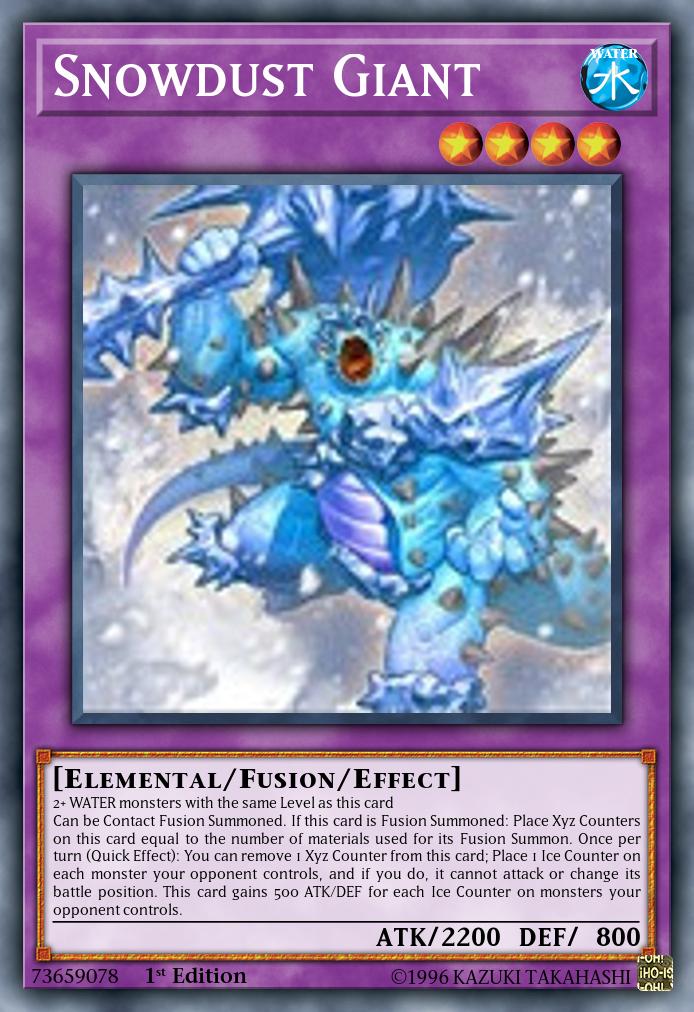 Snowdust Giant
WATER
水
[Elemental/Fusion/Effect]
2+ WATER monsters with the same Level as this card
Can be Contact Fusion Summoned. If this card is Fusion Summoned: Place Xyz Counters
on this card equal to the number of materials used for its Fusion Summon. Once per
turn (Quick Effect): You can remove 1 Xyz Counter from this card; Place 1 Ice Counter on
each monster your opponent controls, and if you do, it cannot attack or change its
battle position. This card gains 500 ATK/DEF for each Ice Counter on monsters your
opponent controls.
ATK/2200 DEF/ 800
73659078 1st Edition ©1996 KAZUKI TAKAHASHI